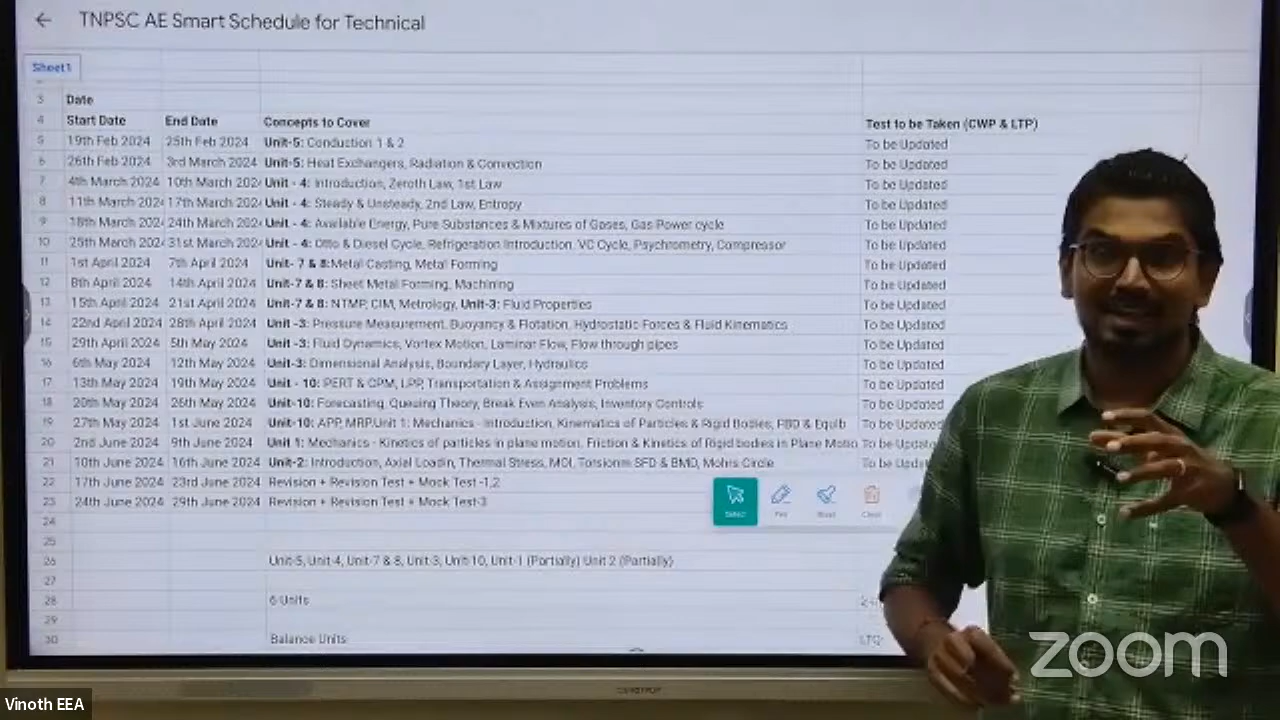 TNPSC AE Smart Schedule for Technical
Sheet1
3 Date
4 Start Date End Date Concepts to Cover Test to be Taken (CWP & LTP)
5 19th Feb 2024 25th Feb 2024 Unit-5: Conduction 1 & 2 To be Updated
6 26th Feb 2024 3rd March 2024 Unit-5: Heat Exchangers, Radiation & Convection To be Updated
7 4th March 2024 10th March 202 Unit - 4: Introduction, Zeroth Law, 1st Law To be Updated
8 11th March 2024 17th March 202 Unit - 4: Steady & Unsteady, 2nd Law, Entropy To be Updated
9 18th March 2024 24th March 202 Unit - 4: Available Energy, Pure Substances & Mixtures of Gases, Gas Power cycle To be Updated
10 25th March 2024 31st March 202 Unit - 4: Otto & Diesel Cycle, Refrigeration Introduction, VC Cycle, Psychrometry, Compressor To be Updated
11 1st April 2024 7th April 2024 Unit- 7 & 8:Metal Casting, Metal Forming To be Updated
12 8th April 2024 14th April 2024 Unit-7 & 8: Sheet Metal Forming, Machining To be Updated
13 15th April 2024 21st April 2024 Unit-7 & 8: NTMP, CIM, Metrology, Unit-3: Fluid Properties To be Updated
14 22nd April 2024 28th April 2024 Unit -3: Pressure Measurement, Buoyancy & Flotation, Hydrostatic Forces & Fluid Kinematics To be Updated
15 29th April 2024 5th May 2024 Unit -3: Fluid Dynamics, Vortex Motion, Laminar Flow, Flow through pipes To be Updated
16 6th May 2024 12th May 2024 Unit-3: Dimensional Analysis, Boundary Layer, Hydraulics To be Updated
17 13th May 2024 19th May 2024 Unit - 10: PERT & CPM, LPP, Transportation & Assignment Problems To be Updated
18 20th May 2024 26th May 2024 Unit-10: Forecasting, Queuing Theory, Break Even Analysis, Inventory Controls To be Updated
19 27th May 2024 1st June 2024 Unit-10: APP, MRP,Unit 1: Mechanics - Introduction, Kinematics of Particles & Rigid Bodies, FBD & Equib To be Updated
20 2nd June 2024 9th June 2024 Unit 1: Mechanics - Kinetics of particles in plane motion, Friction & Kinetics of Rigid bodies in Plane Motio To be Updat
21 10th June 2024 16th June 2024 Unit-2: Introduction, Axial Loadin, Thermal Stress, MOI, Torsionm SFD & BMD, Mohrs Circle To be Upda
22 17th June 2024 23rd June 2024 Revision + Revision Test + Mock Test -1,2
23 24th June 2024 29th June 2024 Revision + Revision Test + Mock Test-3
Select Pen Clear
24
25
26 Unit-5, Unit-4, Unit-7 & 8, Unit-3, Unit 10, Unit-1 (Partially) Unit 2 (Partially)
27
28 6 Units
29
30 Balance Units
zoom
Vinoth EEA